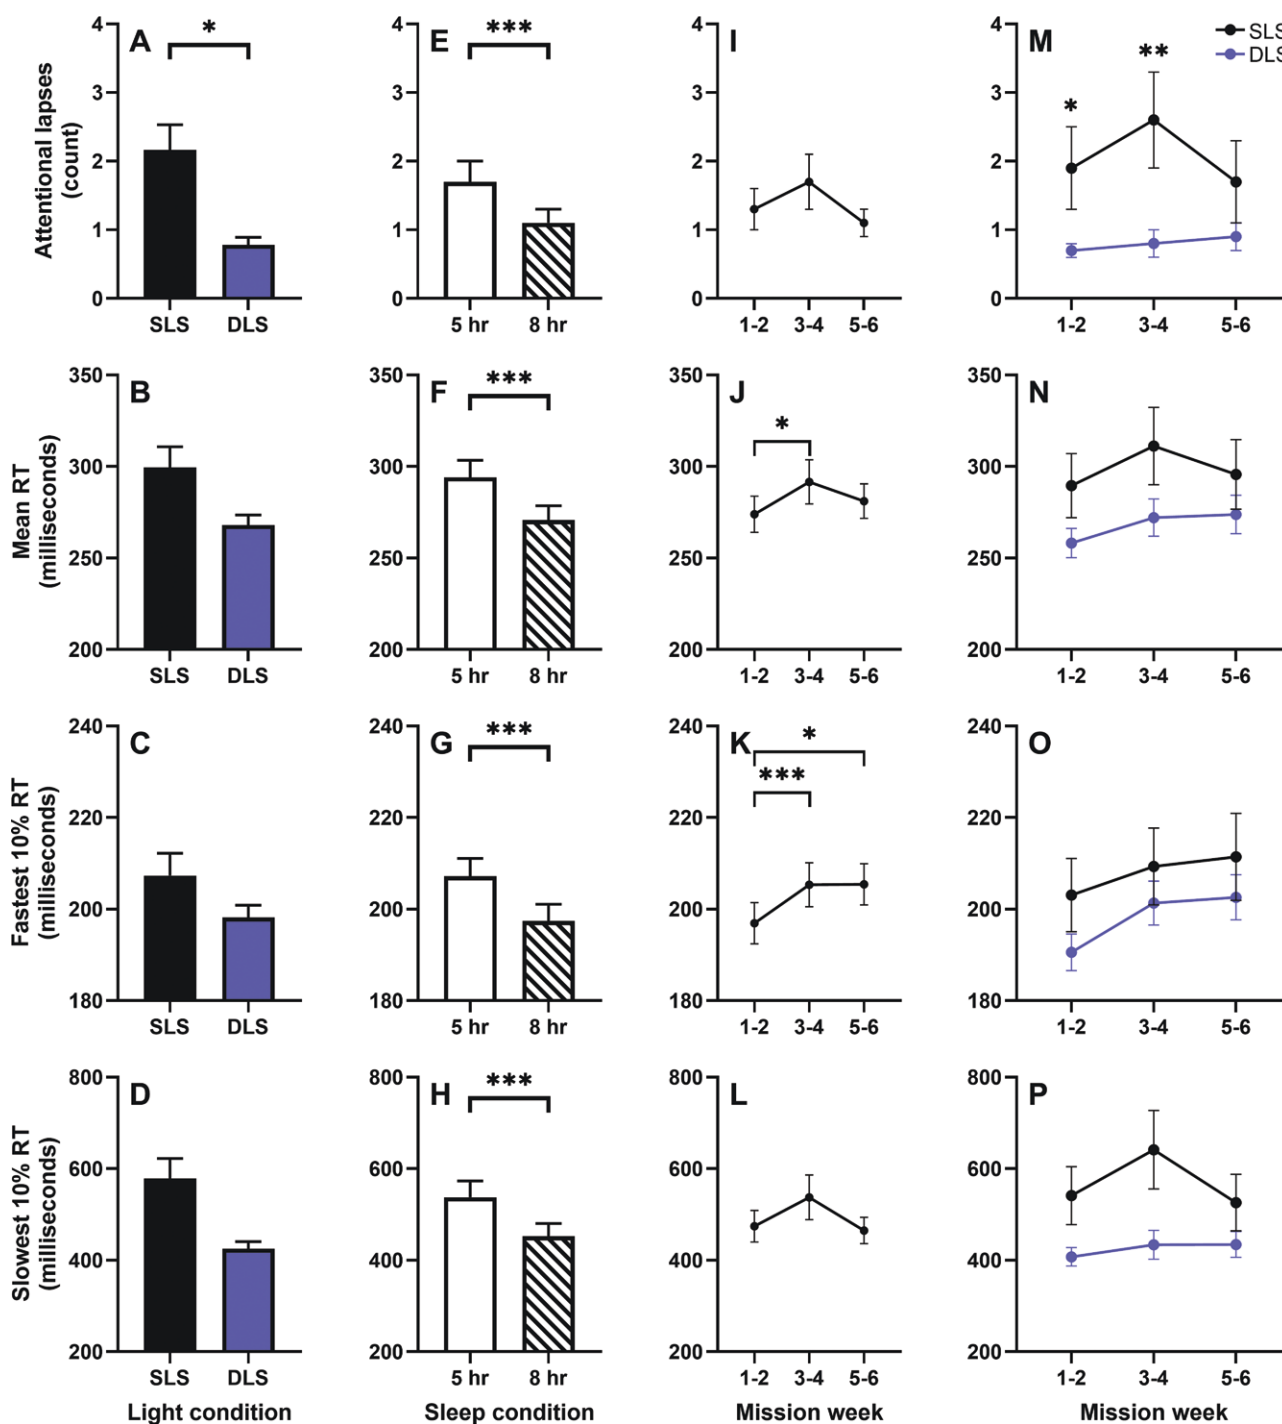 A
*
Attentional lapses
(count)
4
3
2
1
0
SLS
DLS
E
***
4
3
2
1
0
5 hr
8 hr
I
4
3
2
1
0
1-2
3-4
5-6
M
SLS
DLS
*
**
4
3
2
1
0
1-2
3-4
5-6
B
Mean RT
(milliseconds)
350
300
250
200
SLS
DLS
F
***
350
300
250
200
5 hr
8 hr
J
*
350
300
250
200
1-2
3-4
5-6
N
350
300
250
200
1-2
3-4
5-6
C
Fastest 10% RT
(milliseconds)
240
220
200
180
SLS
DLS
G
***
240
220
200
180
5 hr
8 hr
K
*
***
240
220
200
180
1-2
3-4
5-6
O
240
220
200
180
1-2
3-4
5-6
D
Slowest 10% RT
(milliseconds)
800
600
400
200
SLS
DLS
Light condition
H
***
800
600
400
200
5 hr
8 hr
Sleep condition
L
800
600
400
200
1-2
3-4
5-6
Mission week
P
800
600
400
200
1-2
3-4
5-6
Mission week